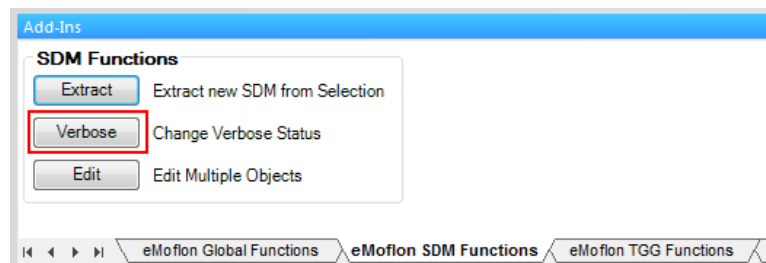 Add-Ins
SDM Functions
Extract Extract new SDM from Selection
Verbose Change Verbose Status
Edit Edit Multiple Objects
eMoflon Global Functions eMoflon SDM Functions eMoflon TGG Functions